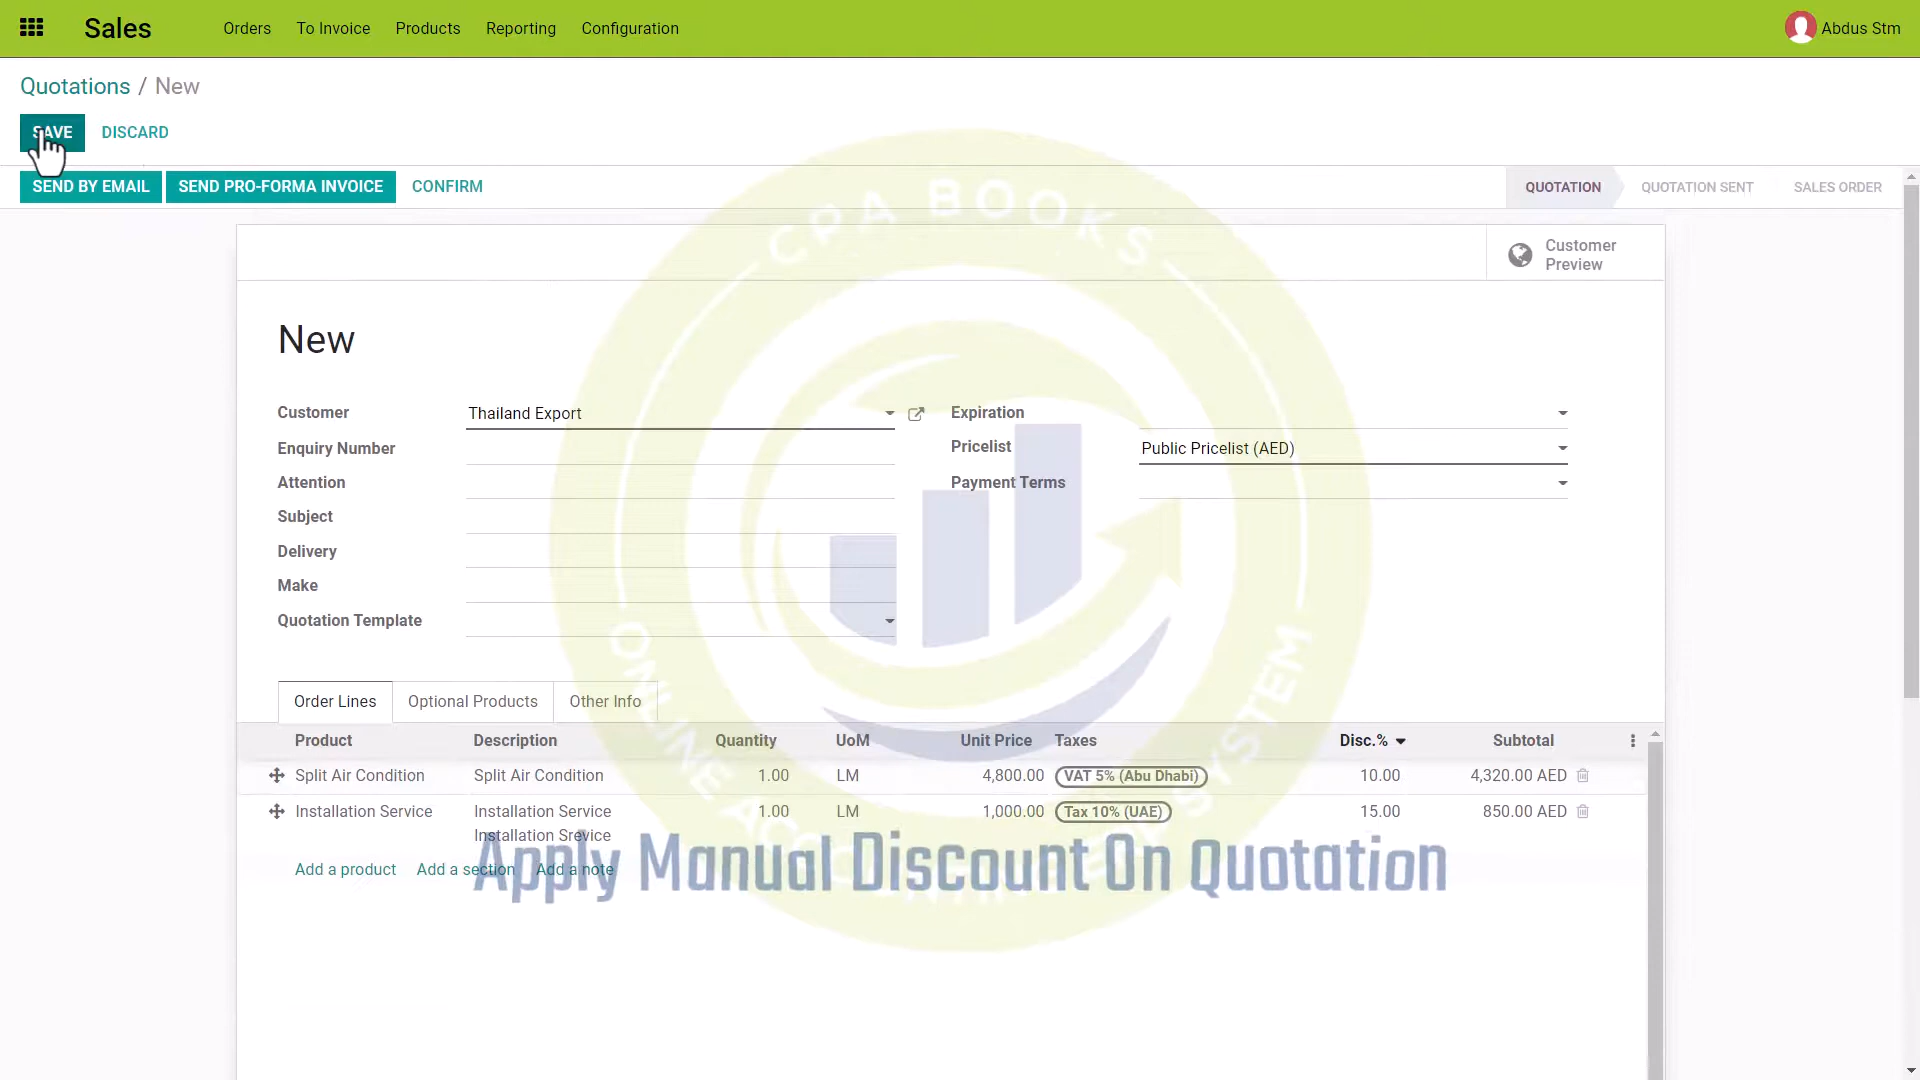 Sales
Orders
To Invoice
Products
Reporting
Configuration
Abdus Stm
Quotations / New
SAVE
DISCARD
SEND BY EMAIL
SEND PRO-FORMA INVOICE
CONFIRM
QUOTATION
QUOTATION SENT
SALES ORDER
Customer
Preview
New
Customer
Thailand Export
Enquiry Number
Attention
Subject
Delivery
Make
Quotation Template
Expiration
Pricelist
Public Pricelist (AED)
Payment Terms
Order Lines
Optional Products
Other Info
Product Description Quantity UoM Unit Price Taxes Disc.% Subtotal
Split Air Condition Split Air Condition 1.00 LM 4,800.00 VAT 5% (Abu Dhabi) 10.00 4,320.00 AED
Installation Service Installation Service 1.00 LM 1,000.00 Tax 10% (UAE) 15.00 850.00 AED
Installation Srevice
Add a product Add a section Add a note
CPA BOOKS
ONLINE ACCOUNTING SYSTEM
Apply Manual Discount On Quotation